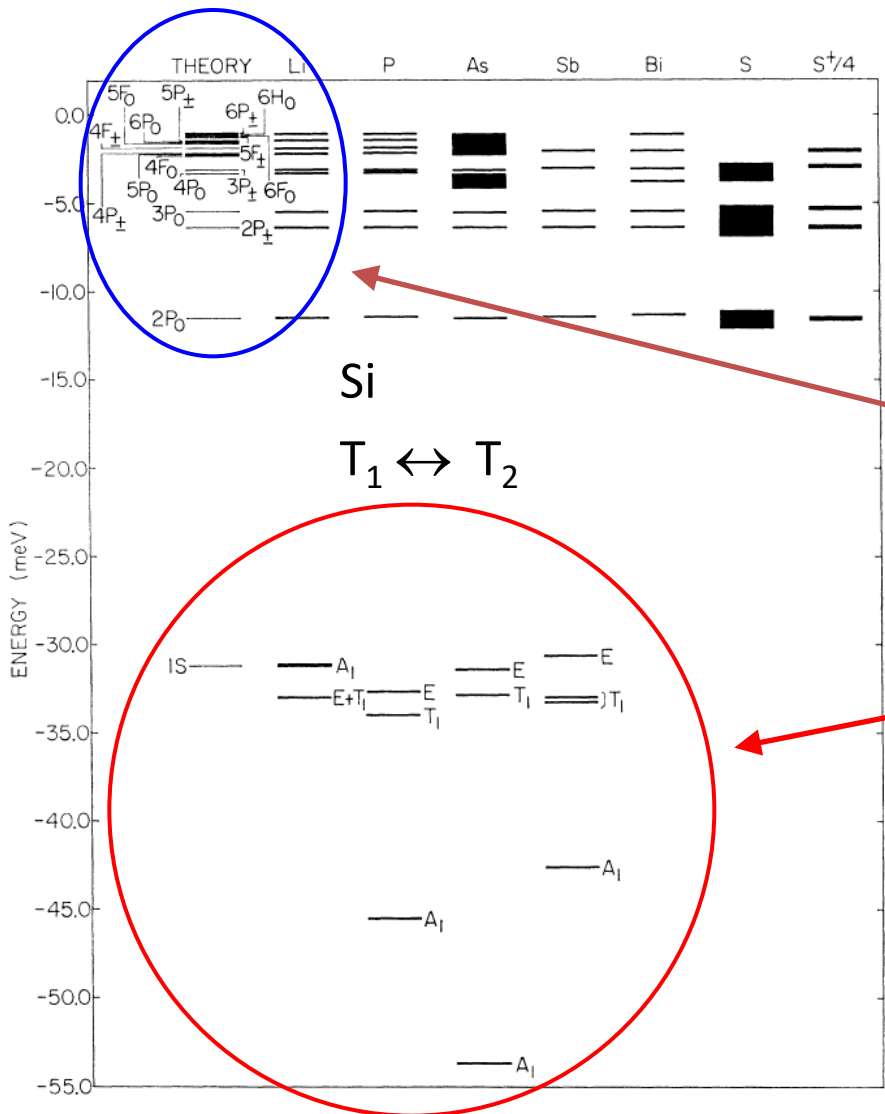 THEORY Li P As Sb Bi S S⁺/4
0.0
5F₀ 5P± 6H₀
4F± 6P₀ 6P±
4F₀ 5F±
5P₀ 4P₀ 3P± 6F₀
-5.0
4P± 3P₀ 2P±
-10.0
2P₀
-15.0
Si
-20.0
T₁ ↔ T₂
-25.0
-30.0
1S A₁ E E
E+T₁ E T₁ }T₁
T₁
-35.0
-40.0
A₁
-45.0
A₁
-50.0
A₁
-55.0
ENERGY (meV)